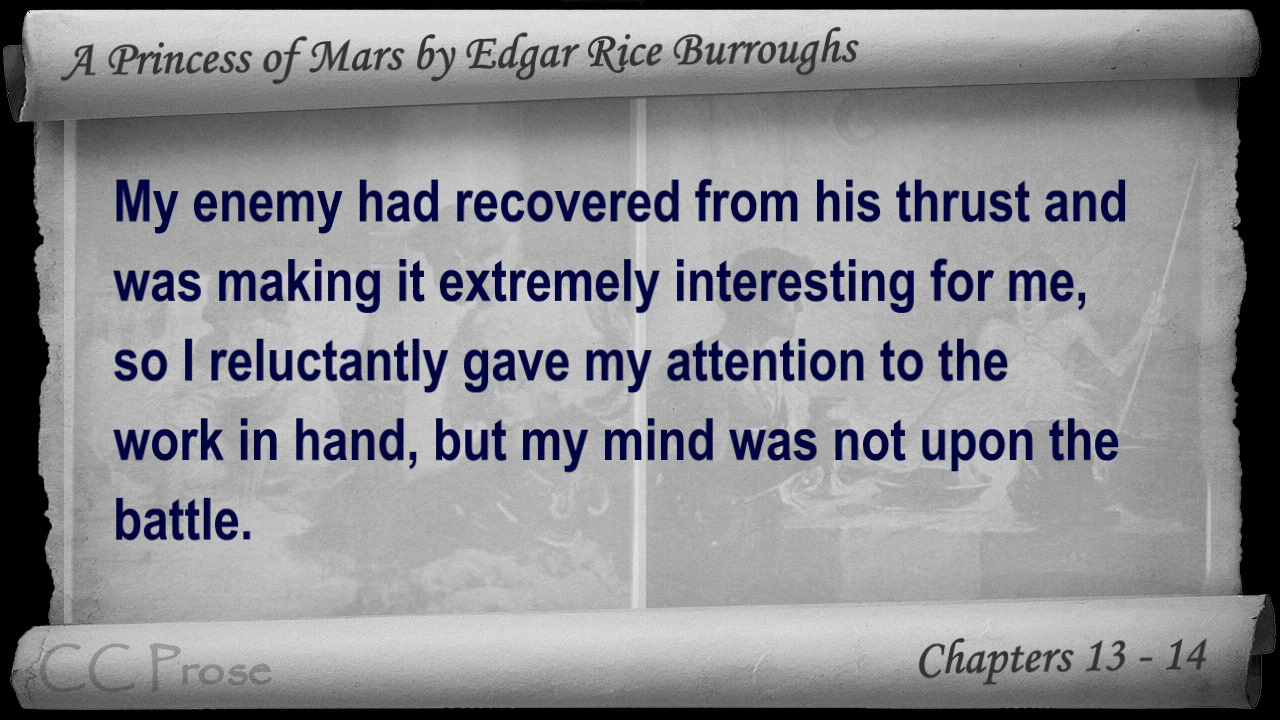 A Princess of Mars by Edgar Rice Burroughs
My enemy had recovered from his thrust and
was making it extremely interesting for me,
so I reluctantly gave my attention to the
work in hand, but my mind was not upon the
battle.
CC Prose
Chapters 13 - 14